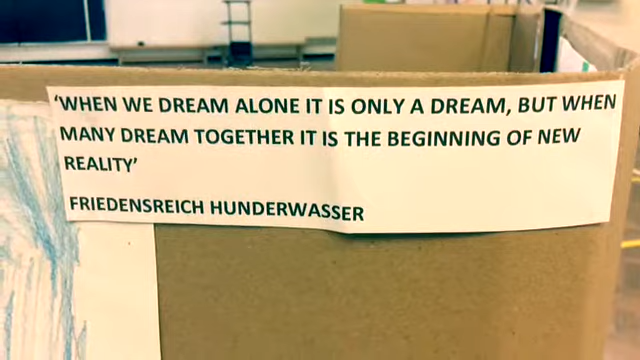 ‘WHEN WE DREAM ALONE IT IS ONLY A DREAM, BUT WHEN
MANY DREAM TOGETHER IT IS THE BEGINNING OF NEW
REALITY’
FRIEDENSREICH HUNDERWASSER